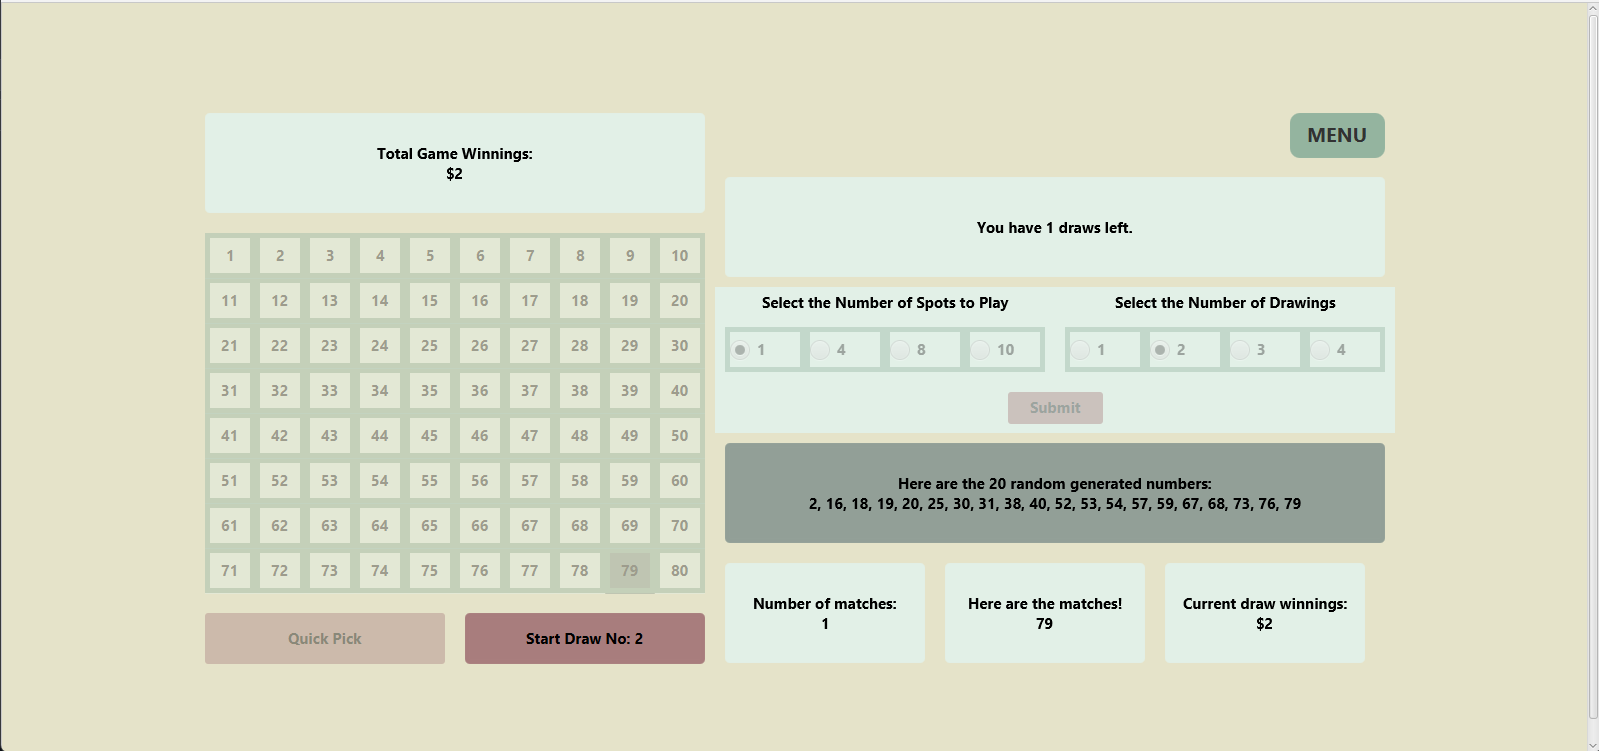 Total Game Winnings:
$2
MENU
You have 1 draws left.
1 2 3 4 5 6 7 8 9 10
11 12 13 14 15 16 17 18 19 20
21 22 23 24 25 26 27 28 29 30
31 32 33 34 35 36 37 38 39 40
41 42 43 44 45 46 47 48 49 50
51 52 53 54 55 56 57 58 59 60
61 62 63 64 65 66 67 68 69 70
71 72 73 74 75 76 77 78 79 80
Quick Pick
Start Draw No: 2
Select the Number of Spots to Play
1 4 8 10
Select the Number of Drawings
1 2 3 4
Submit
Here are the 20 random generated numbers:
2, 16, 18, 19, 20, 25, 30, 31, 38, 40, 52, 53, 54, 57, 59, 67, 68, 73, 76, 79
Number of matches:
1
Here are the matches!
79
Current draw winnings:
$2